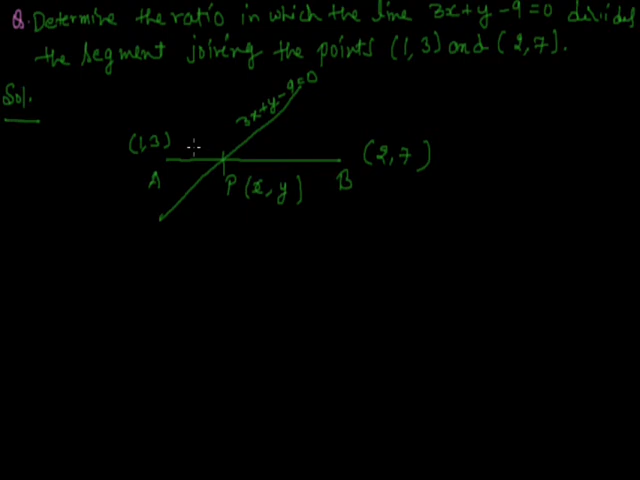 Q. Determine the ratio in which the line 3x+y-9=0 divides
the segment joining the points (1,3) and (2,7).
Sol.
3x+y-9=0
(1,3)
(2,7)
A
P(x,y)
B